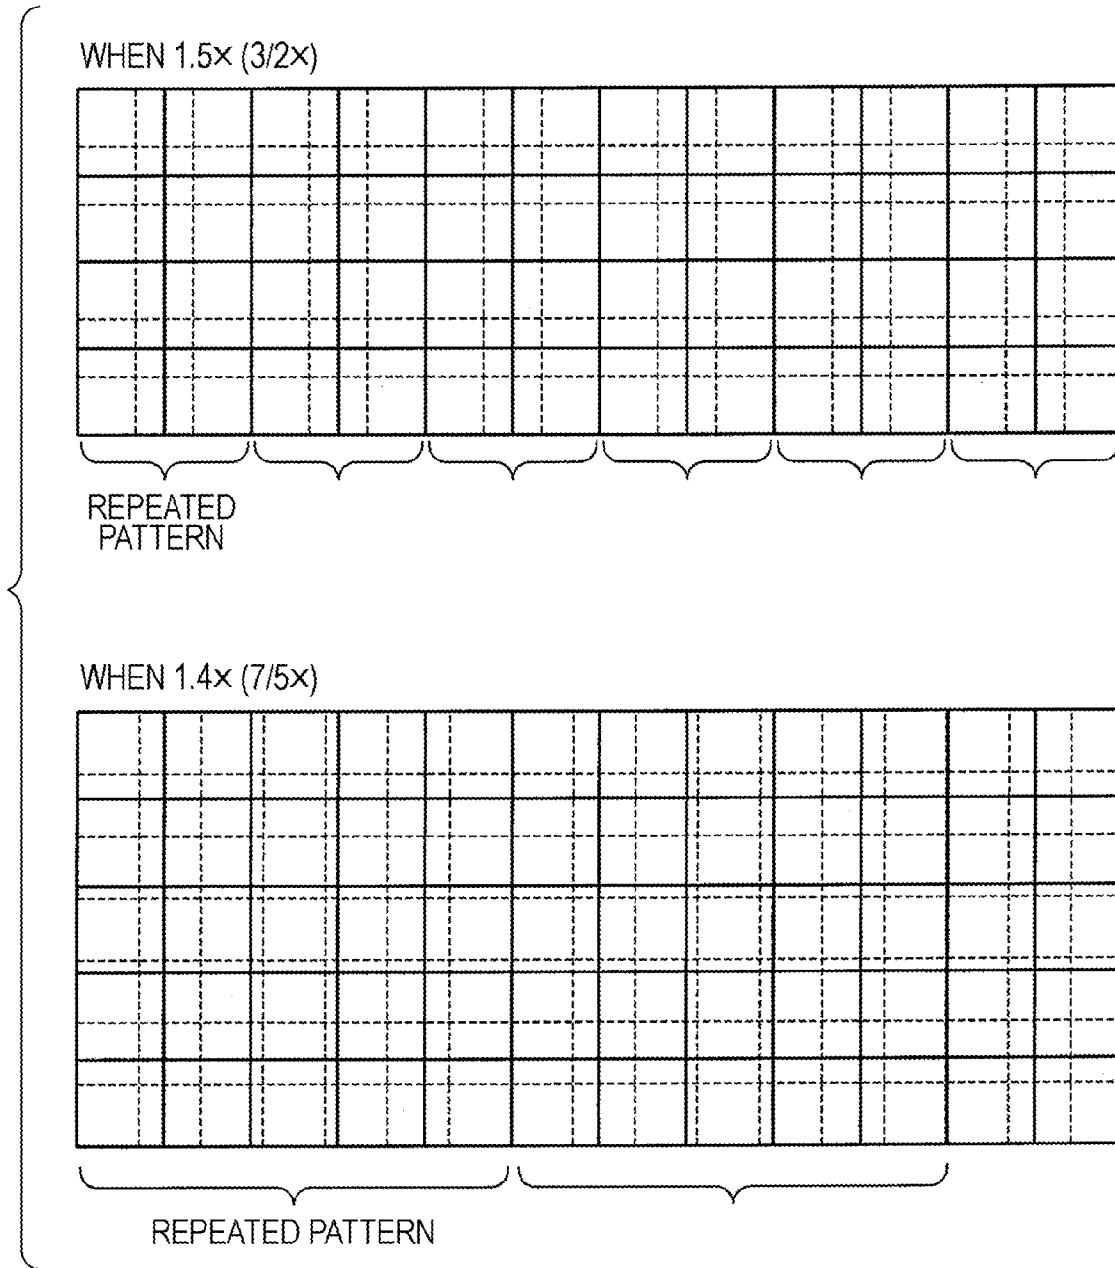 WHEN 1.5× (3/2×)
REPEATED
PATTERN
WHEN 1.4× (7/5×)
REPEATED PATTERN